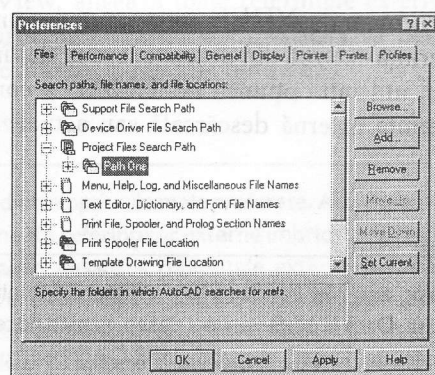 Preferences
Files Performance Compatibility General Display Pointer Printer Profiles
Search paths, file names, and file locations:
Support File Search Path
Device Driver File Search Path
Project Files Search Path
Path One
Menu, Help, Log, and Miscellaneous File Names
Text Editor, Dictionary, and Font File Names
Print File, Spooler, and Prolog Section Names
Print Spooler File Location
Template Drawing File Location
Browse...
Add...
Remove
Move Up
Move Down
Set Current
Specify the folders in which AutoCAD searches for xrefs.
OK Cancel Apply Help